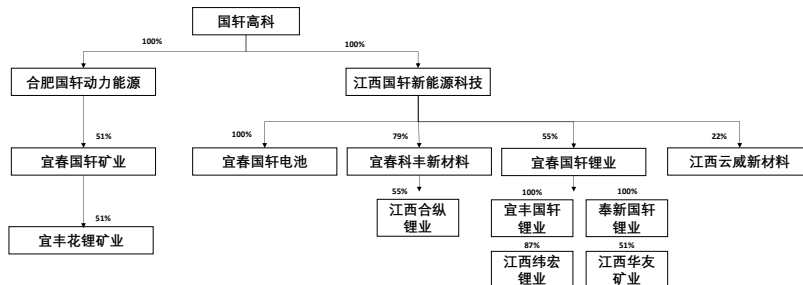 国轩高科
100%
100%
合肥国轩动力能源
江西国轩新能源科技
51%
100%
79%
55%
22%
宜春国轩矿业
宜春国轩电池
宜春科丰新材料
宜春国轩锂业
江西云威新材料
51%
55%
100%
100%
宜丰花锂矿业
江西合纵
锂业
宜丰国轩
锂业
奉新国轩
锂业
87%
51%
江西纬宏
锂业
江西华友
矿业